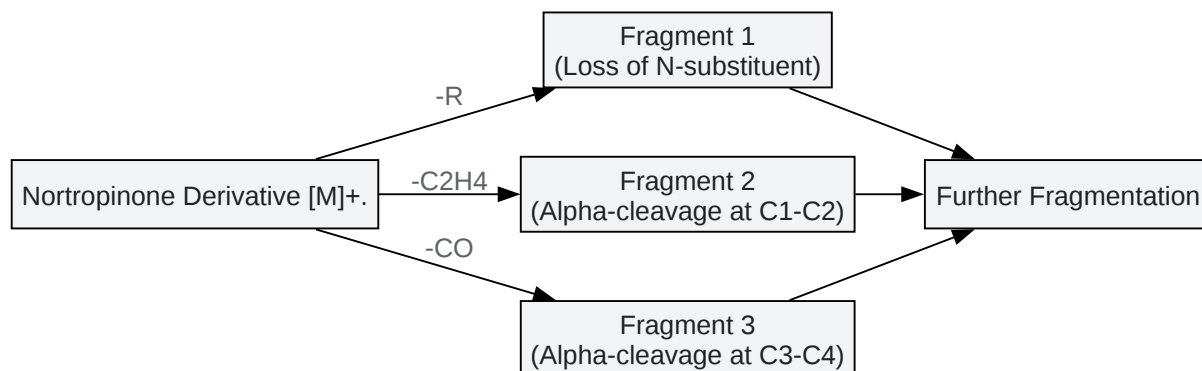 Fragment 1
(Loss of N-substituent)
-R
Nortropinone Derivative [M]+.
-C2H4
Fragment 2
(Alpha-cleavage at C1-C2)
Further Fragmentation
-CO
Fragment 3
(Alpha-cleavage at C3-C4)